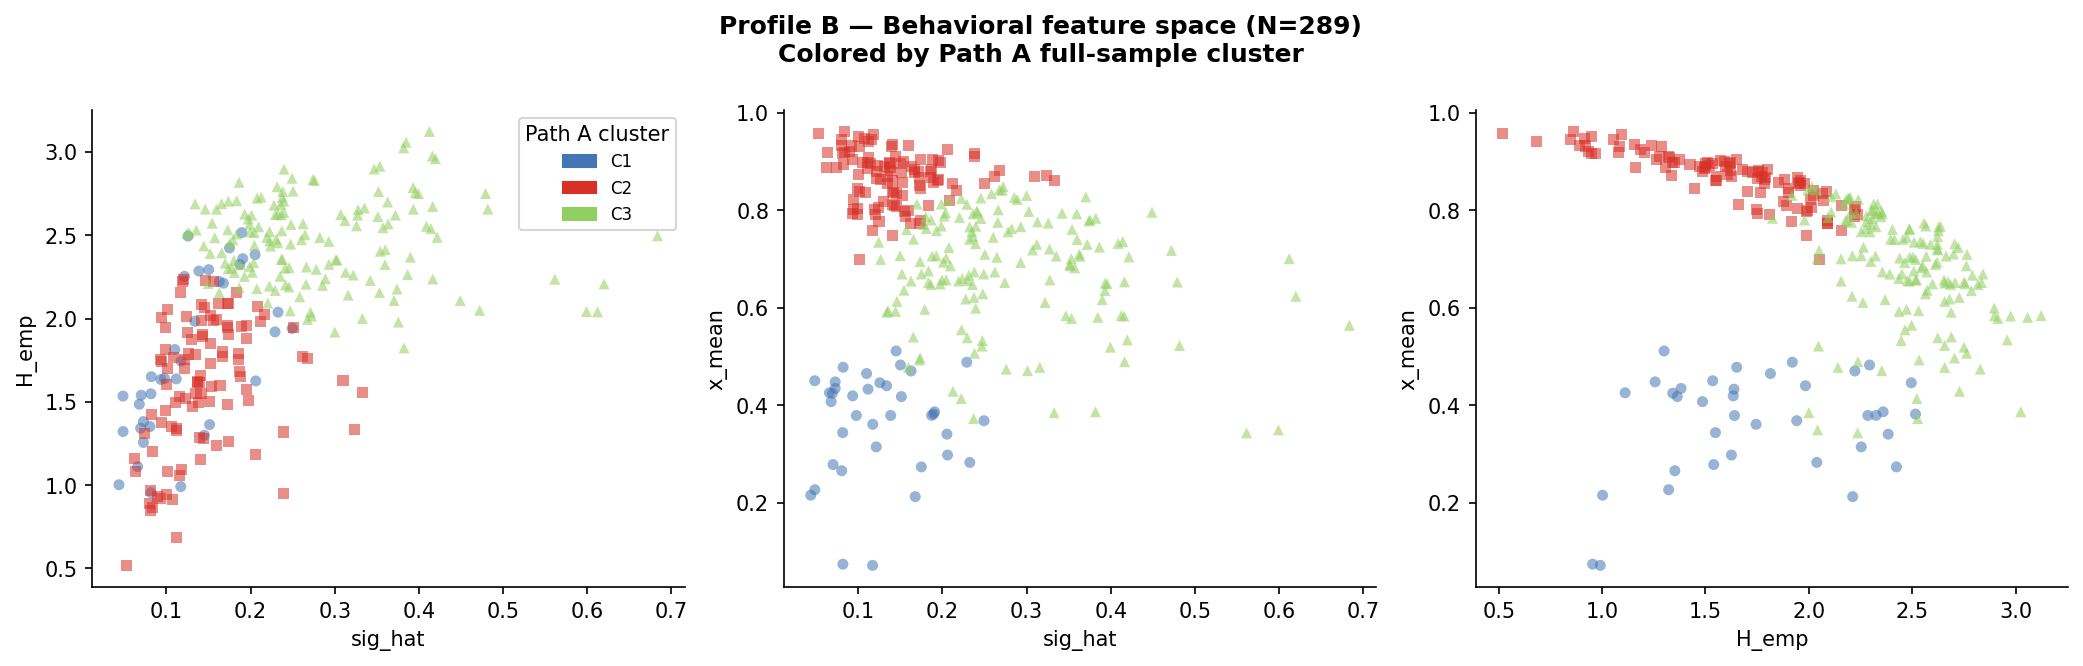 Profile B — Behavioral feature space (N=289)
Colored by Path A full-sample cluster
H_emp
3.0
2.5
2.0
1.5
1.0
0.5
Path A cluster
C1
C2
C3
0.1 0.2 0.3 0.4 0.5 0.6 0.7
sig_hat
x_mean
1.0
0.8
0.6
0.4
0.2
0.1 0.2 0.3 0.4 0.5 0.6 0.7
sig_hat
x_mean
1.0
0.8
0.6
0.4
0.2
0.5 1.0 1.5 2.0 2.5 3.0
H_emp